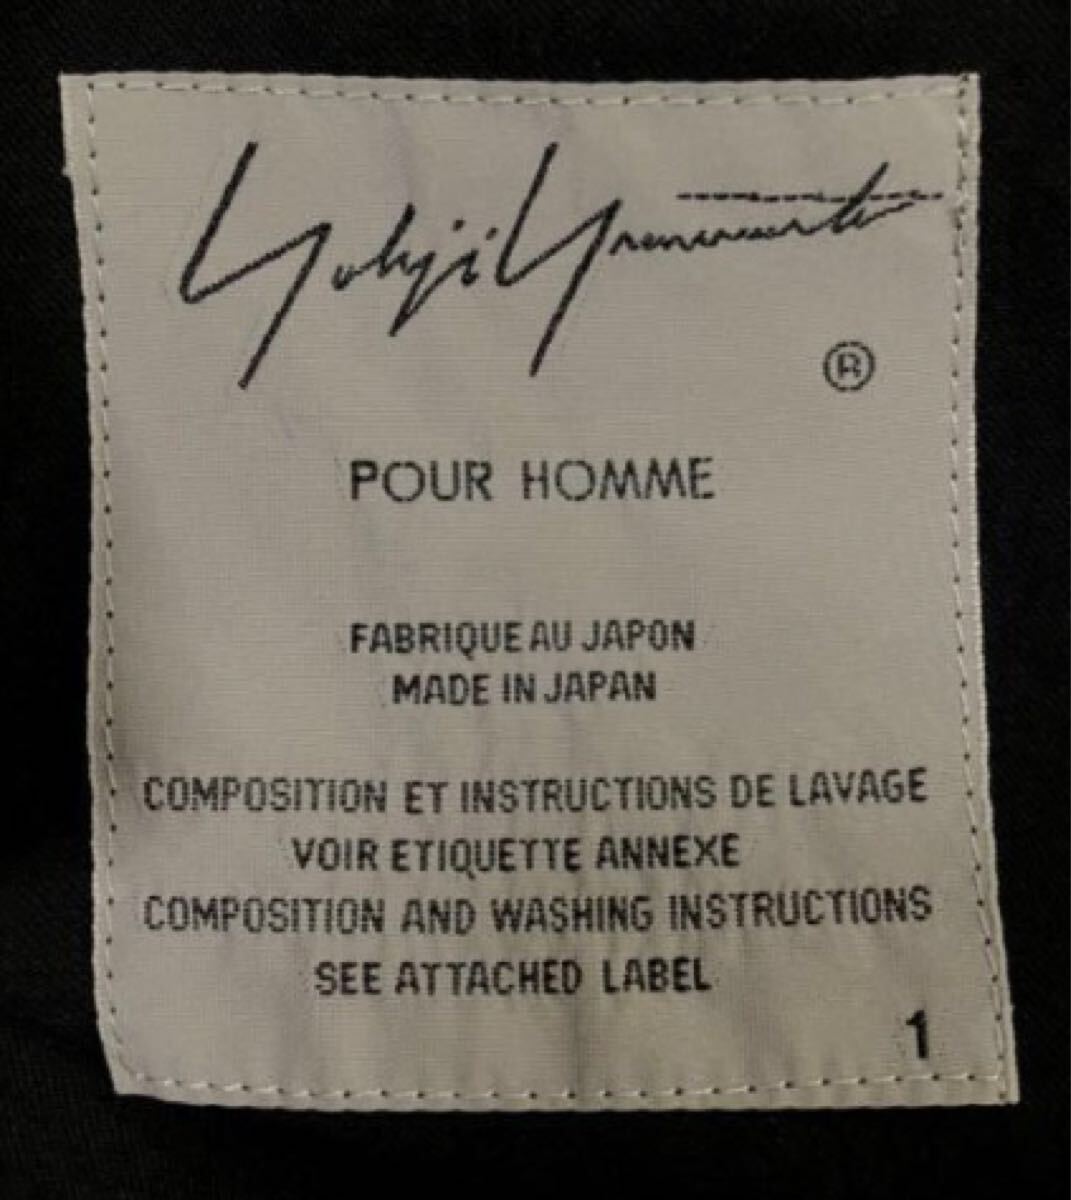 Yohji Yamamoto
®
POUR HOMME
FABRIQUE AU JAPON
MADE IN JAPAN
COMPOSITION ET INSTRUCTIONS DE LAVAGE
VOIR ETIQUETTE ANNEXE
COMPOSITION AND WASHING INSTRUCTIONS
SEE ATTACHED LABEL
1